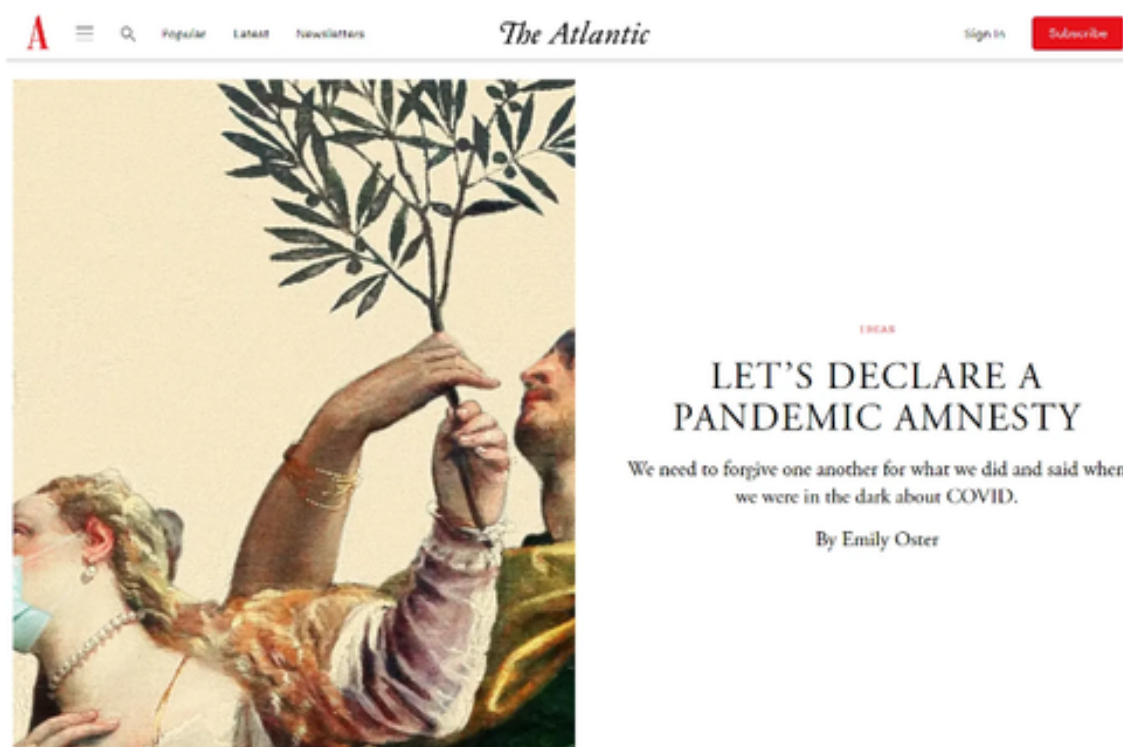 A Popular Latest Newsletters The Atlantic Sign In Subscribe
IDEAS
LET'S DECLARE A
PANDEMIC AMNESTY
We need to forgive one another for what we did and said when
we were in the dark about COVID.
By Emily Oster